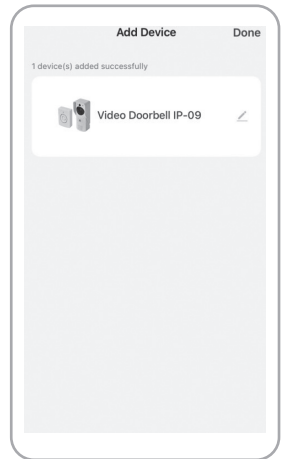 Add Device Done
1 device(s) added successfully
Video Doorbell IP-09